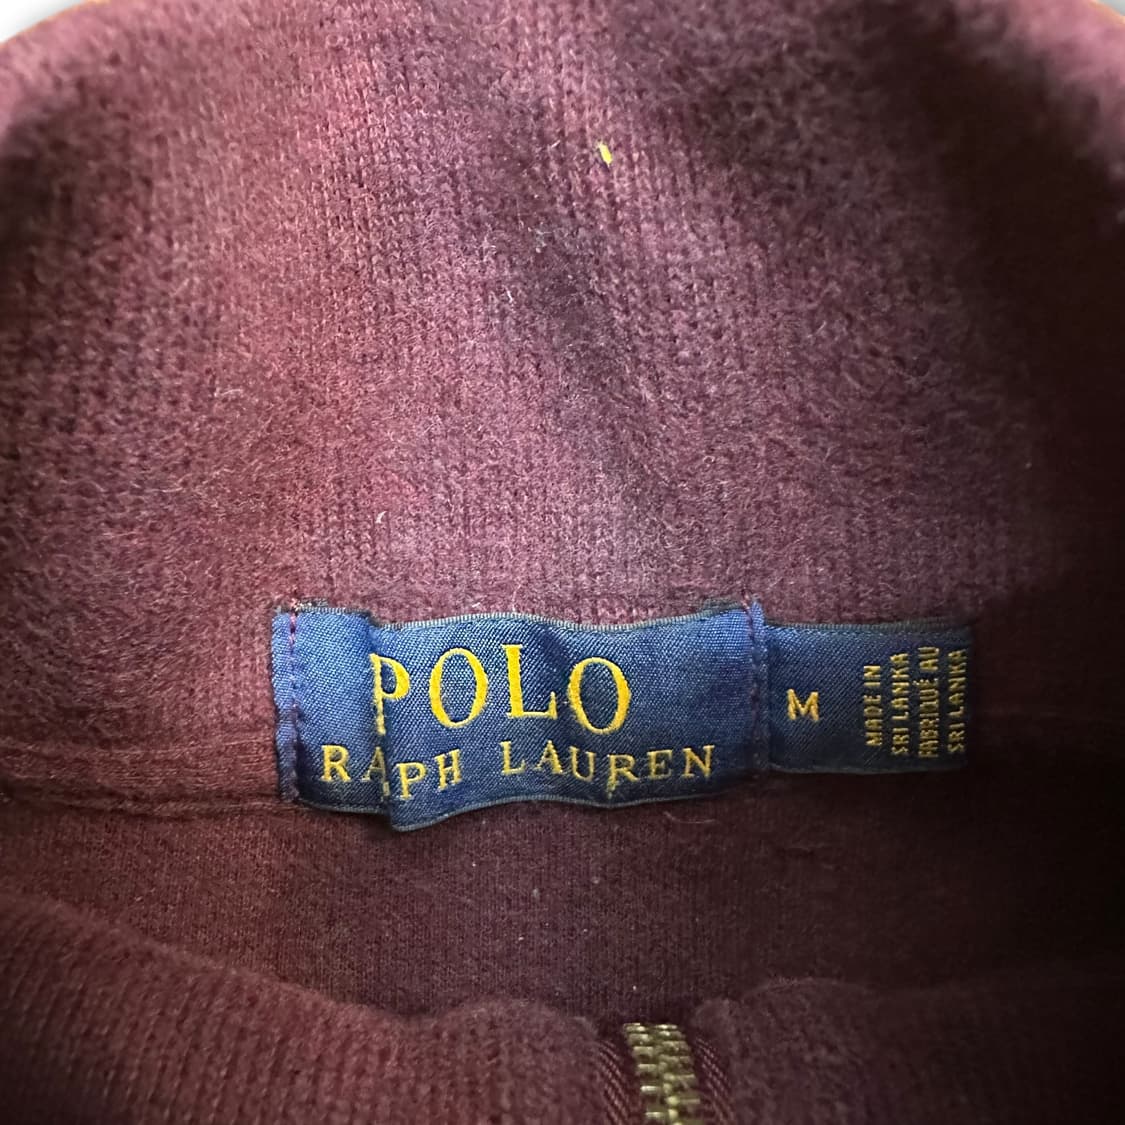 POLO
RALPH LAUREN
M
MADE IN
SRI LANKA
FABRIQUÉ AU
SRI LANKA